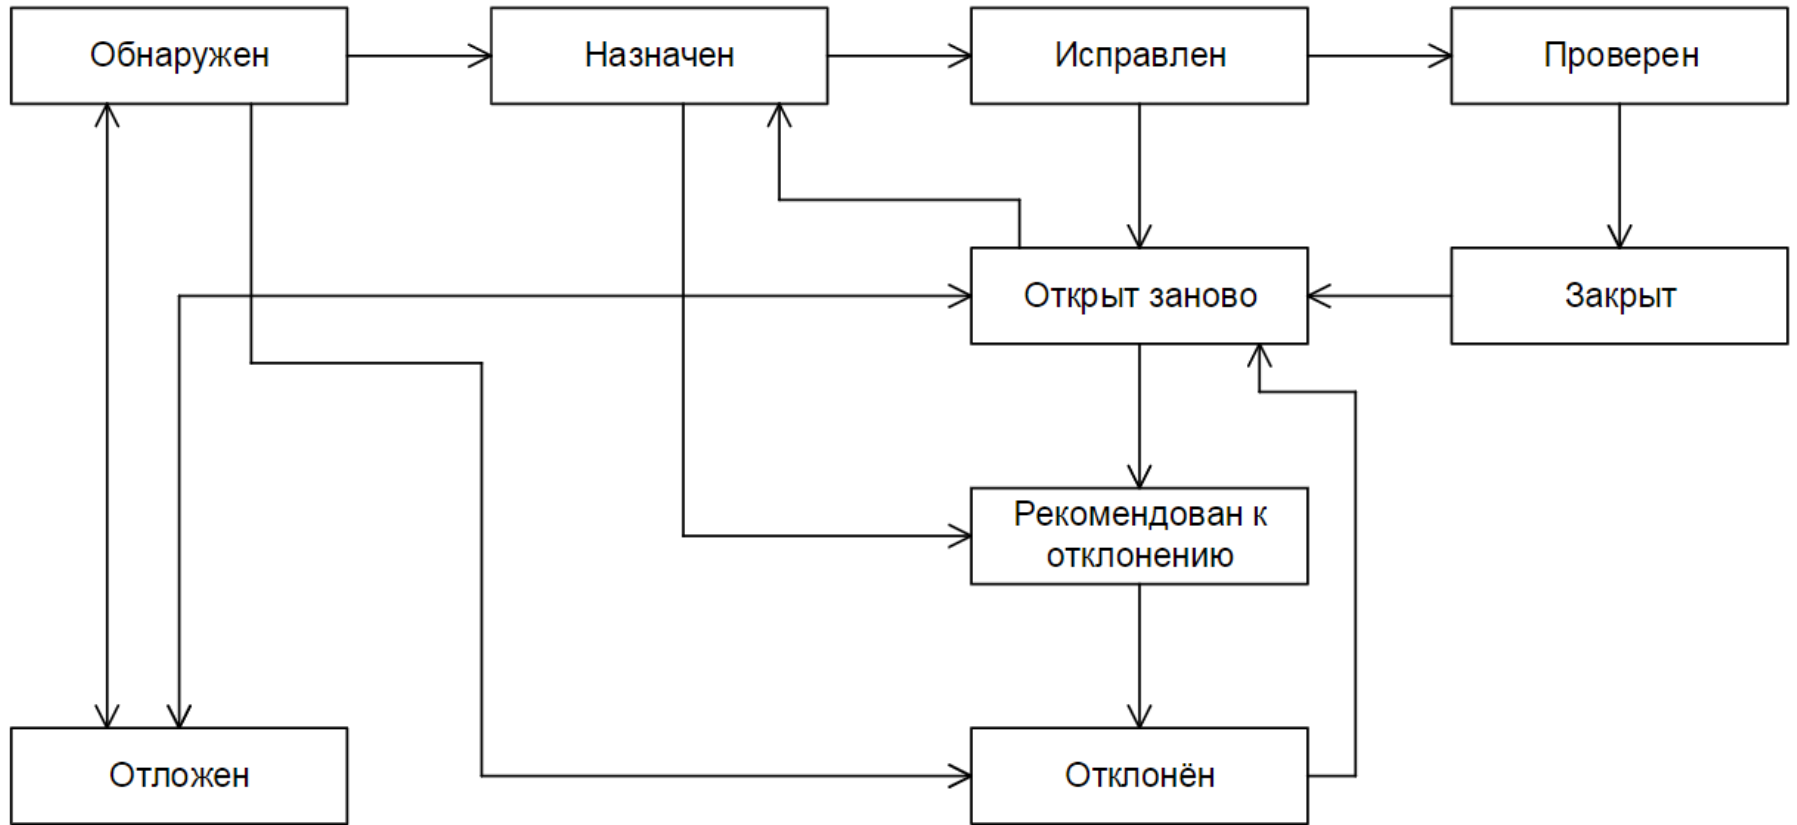 Обнаружен
Назначен
Исправлен
Проверен
Открыт заново
Закрыт
Рекомендован к
отклонению
Отложен
Отклонён